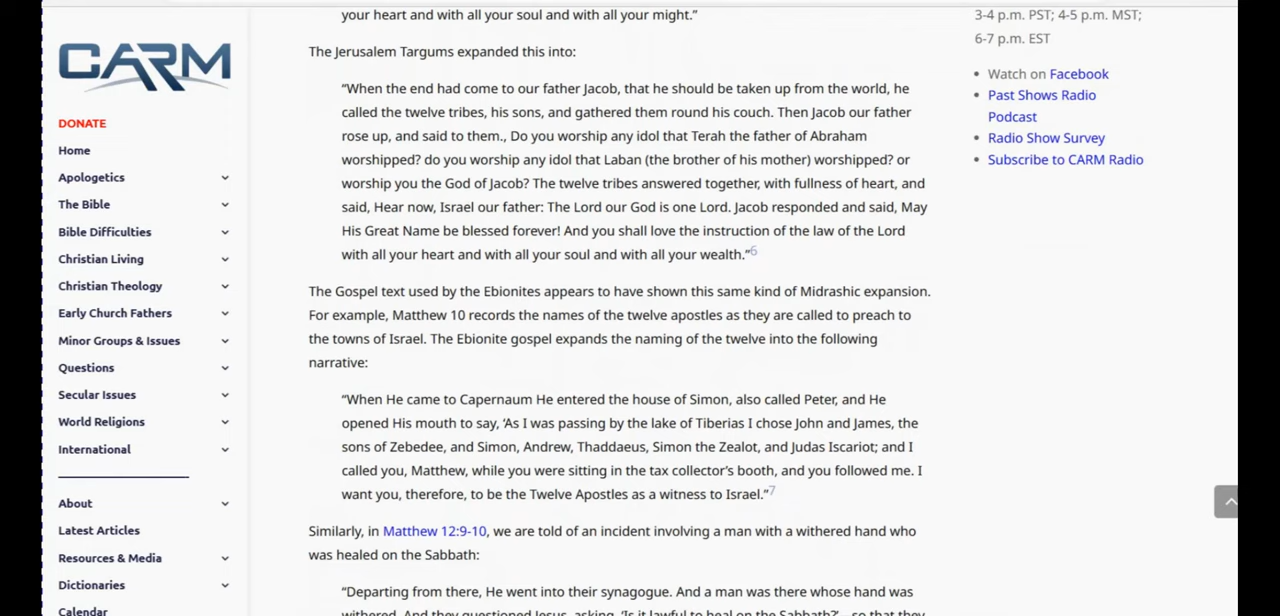 CARM
DONATE
Home
Apologetics
The Bible
Bible Difficulties
Christian Living
Christian Theology
Early Church Fathers
Minor Groups & Issues
Questions
Secular Issues
World Religions
International
About
Latest Articles
Resources & Media
Dictionaries
Calendar
your heart and with all your soul and with all your might.”
The Jerusalem Targums expanded this into:
“When the end had come to our father Jacob, that he should be taken up from the world, he
called the twelve tribes, his sons, and gathered them round his couch. Then Jacob our father
rose up, and said to them., Do you worship any idol that Terah the father of Abraham
worshipped? do you worship any idol that Laban (the brother of his mother) worshipped? or
worship you the God of Jacob? The twelve tribes answered together, with fullness of heart, and
said, Hear now, Israel our father: The Lord our God is one Lord. Jacob responded and said, May
His Great Name be blessed forever! And you shall love the instruction of the law of the Lord
with all your heart and with all your soul and with all your wealth.”6
The Gospel text used by the Ebionites appears to have shown this same kind of Midrashic expansion.
For example, Matthew 10 records the names of the twelve apostles as they are called to preach to
the towns of Israel. The Ebionite gospel expands the naming of the twelve into the following
narrative:
“When He came to Capernaum He entered the house of Simon, also called Peter, and He
opened His mouth to say, ‘As I was passing by the lake of Tiberias I chose John and James, the
sons of Zebedee, and Simon, Andrew, Thaddaeus, Simon the Zealot, and Judas Iscariot; and I
called you, Matthew, while you were sitting in the tax collector’s booth, and you followed me. I
want you, therefore, to be the Twelve Apostles as a witness to Israel.”7
Similarly, in Matthew 12:9-10, we are told of an incident involving a man with a withered hand who
was healed on the Sabbath:
“Departing from there, He went into their synagogue. And a man was there whose hand was
withered. And they questioned Jesus, asking, ‘Is it lawful to heal on the Sabbath?’—so that they
3-4 p.m. PST; 4-5 p.m. MST;
6-7 p.m. EST
Watch on Facebook
Past Shows Radio
Podcast
Radio Show Survey
Subscribe to CARM Radio